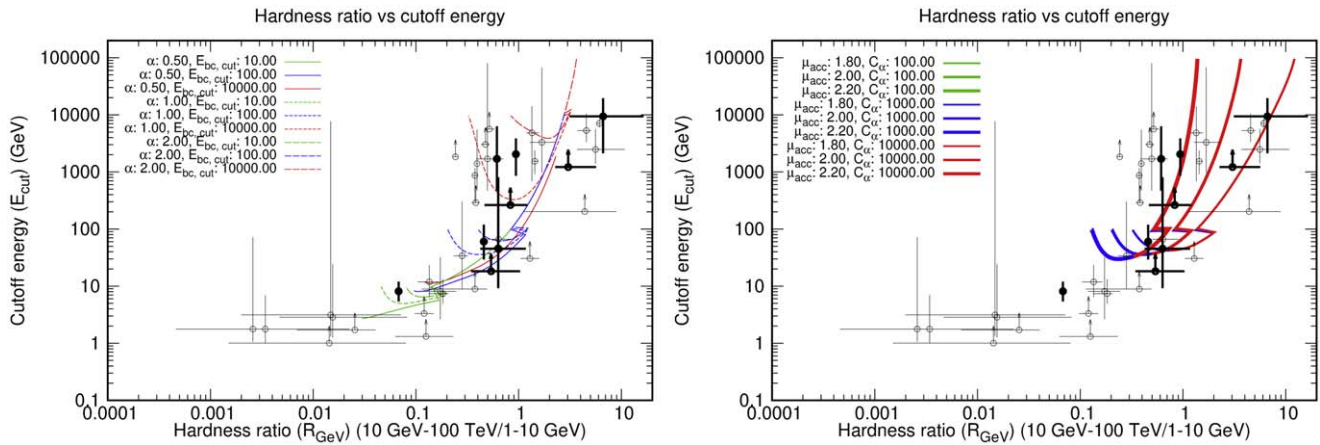 Hardness ratio vs cutoff energy
100000
10000
1000
100
10
1
0.1
Cutoff energy (E_cut) (GeV)
α: 0.50, E_bc, cut: 10.00
α: 0.50, E_bc, cut: 100.00
α: 0.50, E_bc, cut: 10000.00
α: 1.00, E_bc, cut: 10.00
α: 1.00, E_bc, cut: 100.00
α: 1.00, E_bc, cut: 10000.00
α: 2.00, E_bc, cut: 10.00
α: 2.00, E_bc, cut: 100.00
α: 2.00, E_bc, cut: 10000.00
0.0001 0.001 0.01 0.1 1 10
Hardness ratio (R_GeV) (10 GeV-100 TeV/1-10 GeV)
Hardness ratio vs cutoff energy
100000
10000
1000
100
10
1
0.1
Cutoff energy (E_cut) (GeV)
μ_acc: 1.80, C_α: 100.00
μ_acc: 2.00, C_α: 100.00
μ_acc: 2.20, C_α: 100.00
μ_acc: 1.80, C_α: 1000.00
μ_acc: 2.00, C_α: 1000.00
μ_acc: 2.20, C_α: 1000.00
μ_acc: 1.80, C_α: 10000.00
μ_acc: 2.00, C_α: 10000.00
μ_acc: 2.20, C_α: 10000.00
0.0001 0.001 0.01 0.1 1 10
Hardness ratio (R_GeV) (10 GeV-100 TeV/1-10 GeV)